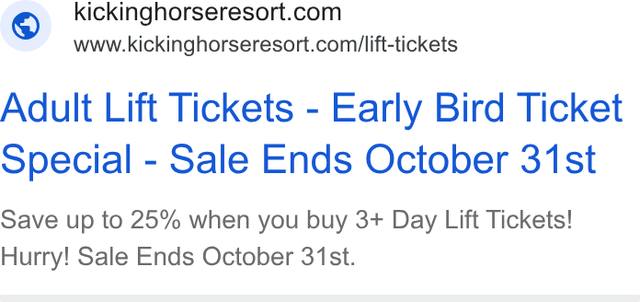 kickinghorseresort.com
www.kickinghorseresort.com/lift-tickets
Adult Lift Tickets - Early Bird Ticket
Special - Sale Ends October 31st
Save up to 25% when you buy 3+ Day Lift Tickets!
Hurry! Sale Ends October 31st.